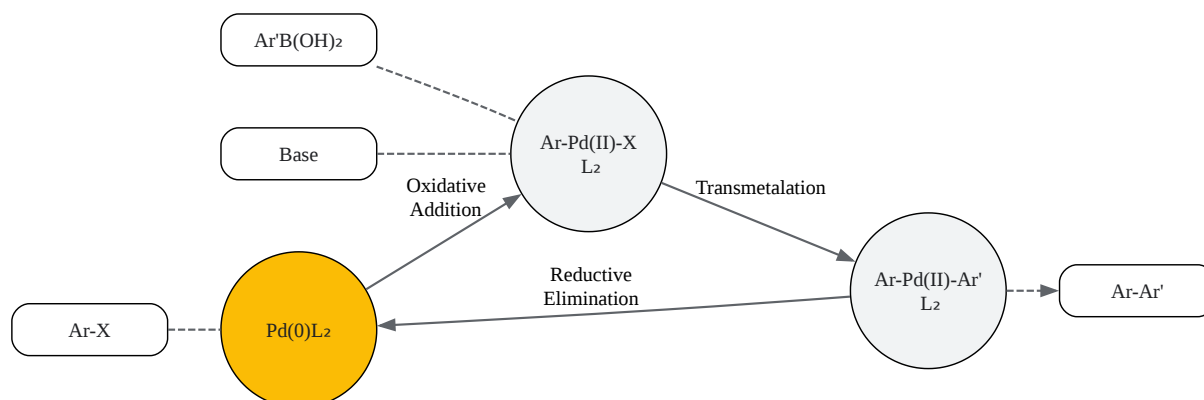 Ar'B(OH)₂
Base
Ar-Pd(II)-X
L₂
Oxidative
Addition
Transmetalation
Reductive
Elimination
Ar-Pd(II)-Ar'
L₂
Ar-Ar'
Ar-X
Pd(0)L₂